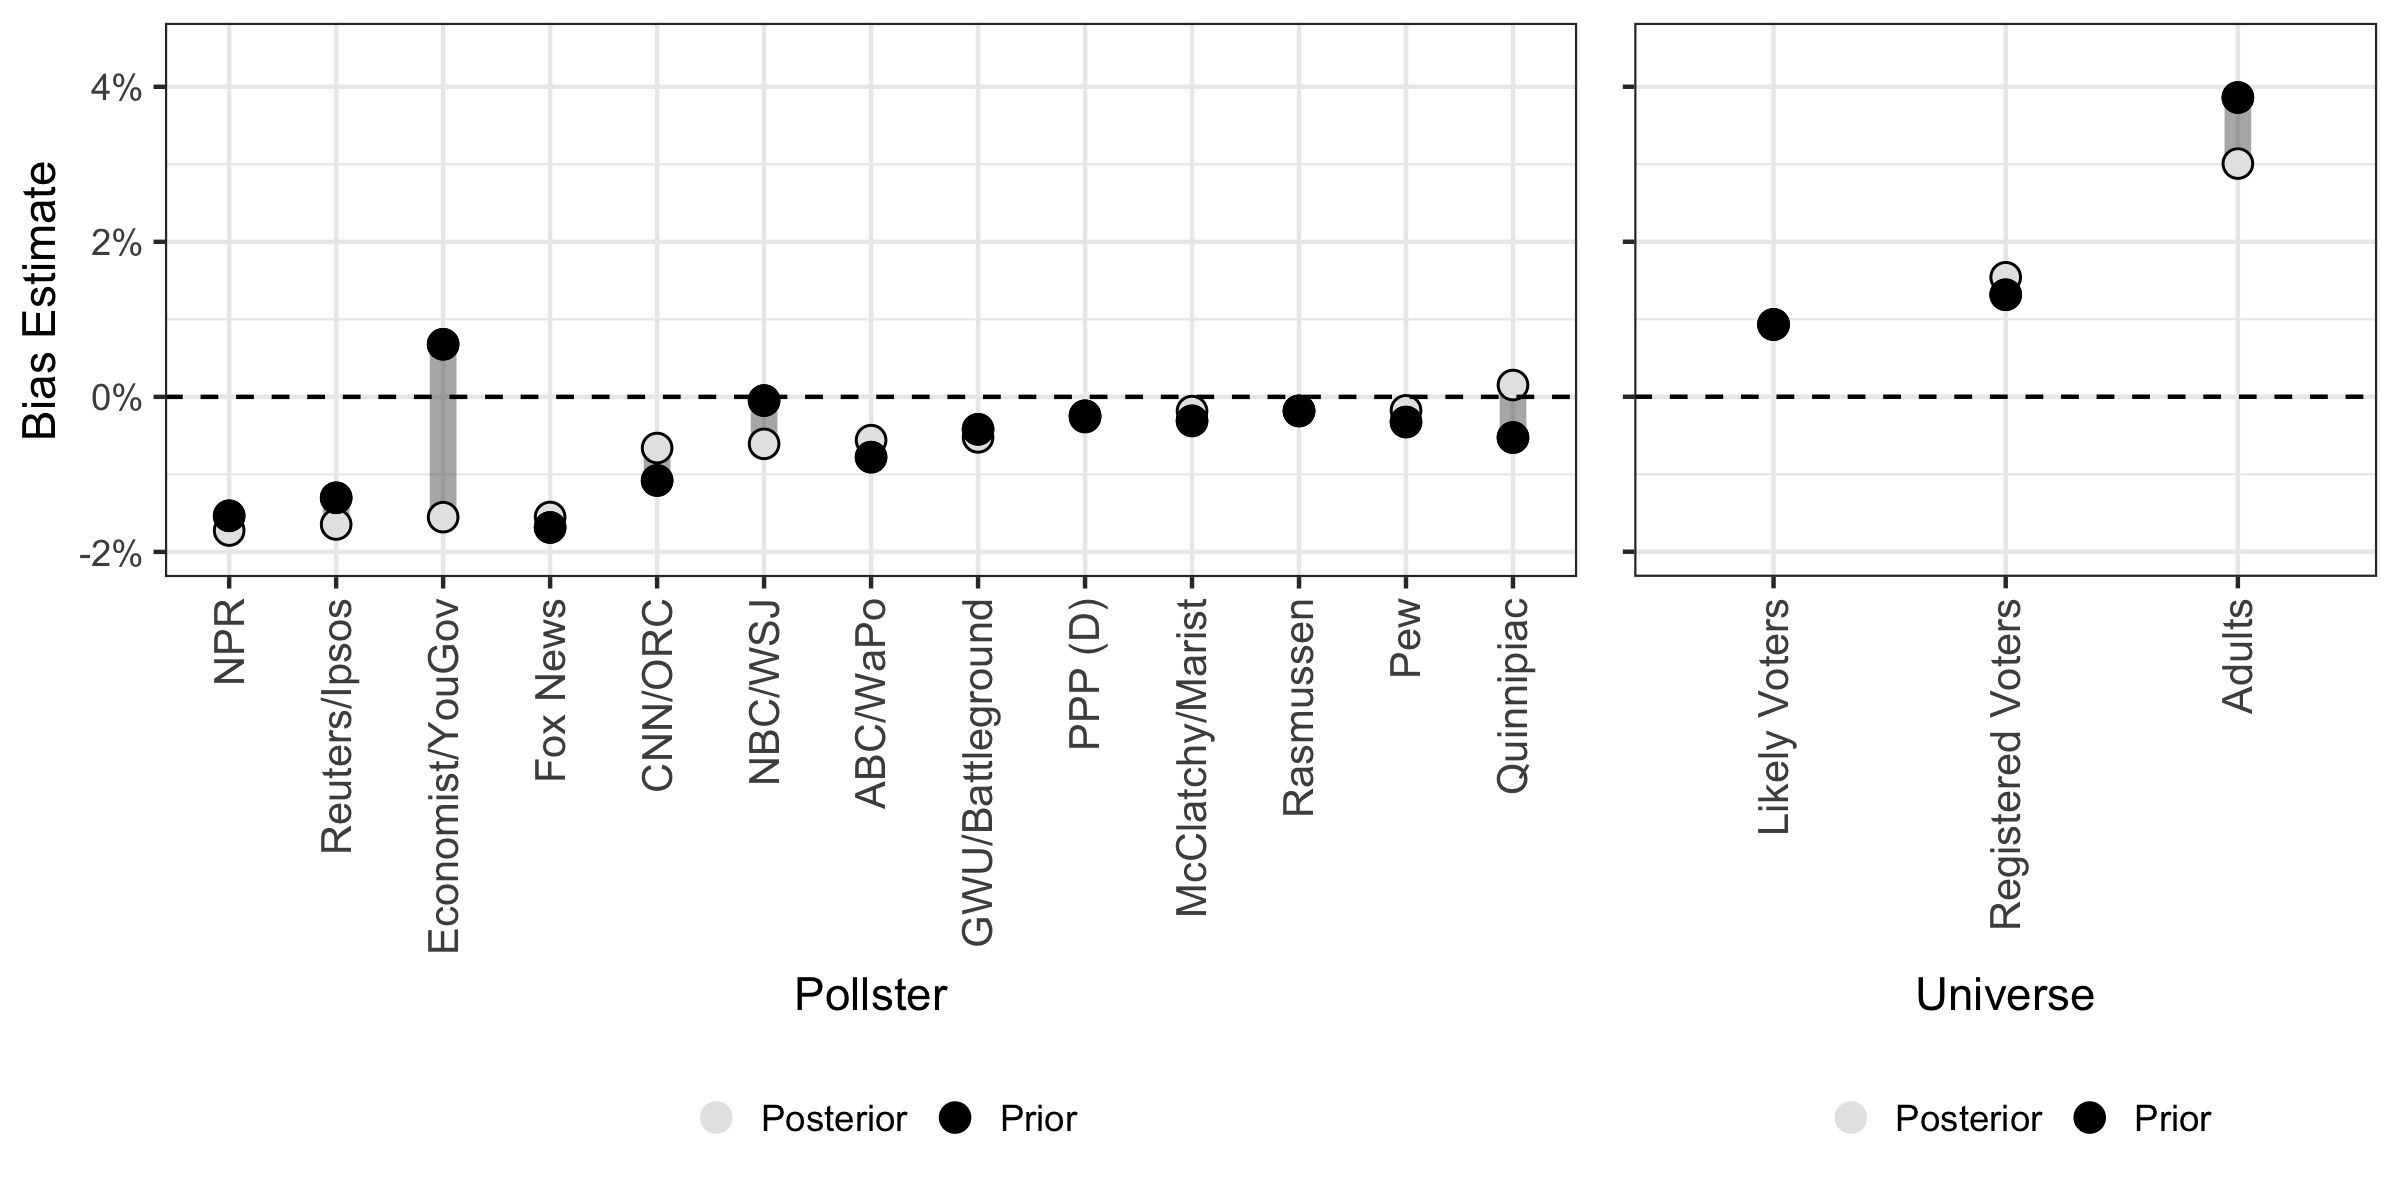 Bias Estimate
4%
2%
0%
-2%
NPR
Reuters/Ipsos
Economist/YouGov
Fox News
CNN/ORC
NBC/WSJ
ABC/WaPo
GWU/Battleground
PPP (D)
McClatchy/Marist
Rasmussen
Pew
Quinnipiac
Pollster
Posterior
Prior
Likely Voters
Registered Voters
Adults
Universe
Posterior
Prior